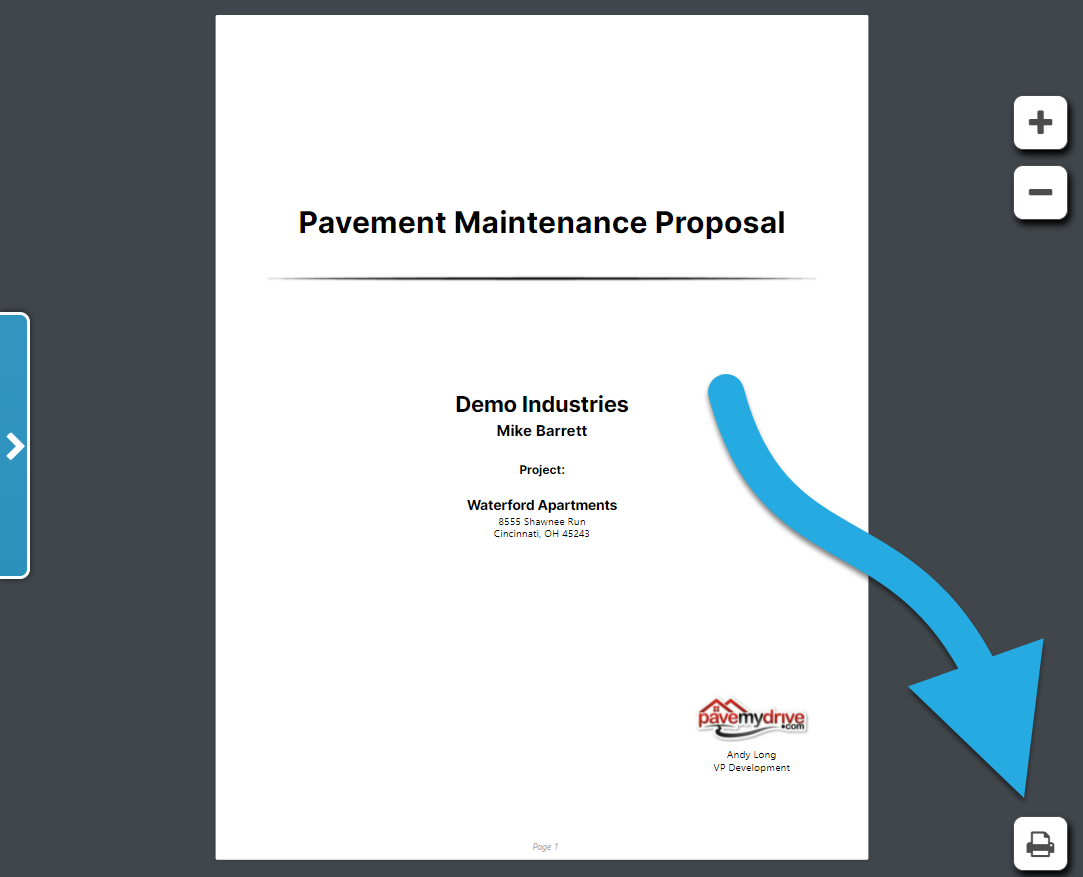 Pavement Maintenance Proposal
Demo Industries
Mike Barrett
Project:
Waterford Apartments
8555 Shawnee Run
Cincinnati, OH 45243
pavemydrive
.com
Andy Long
VP Development
Page 1